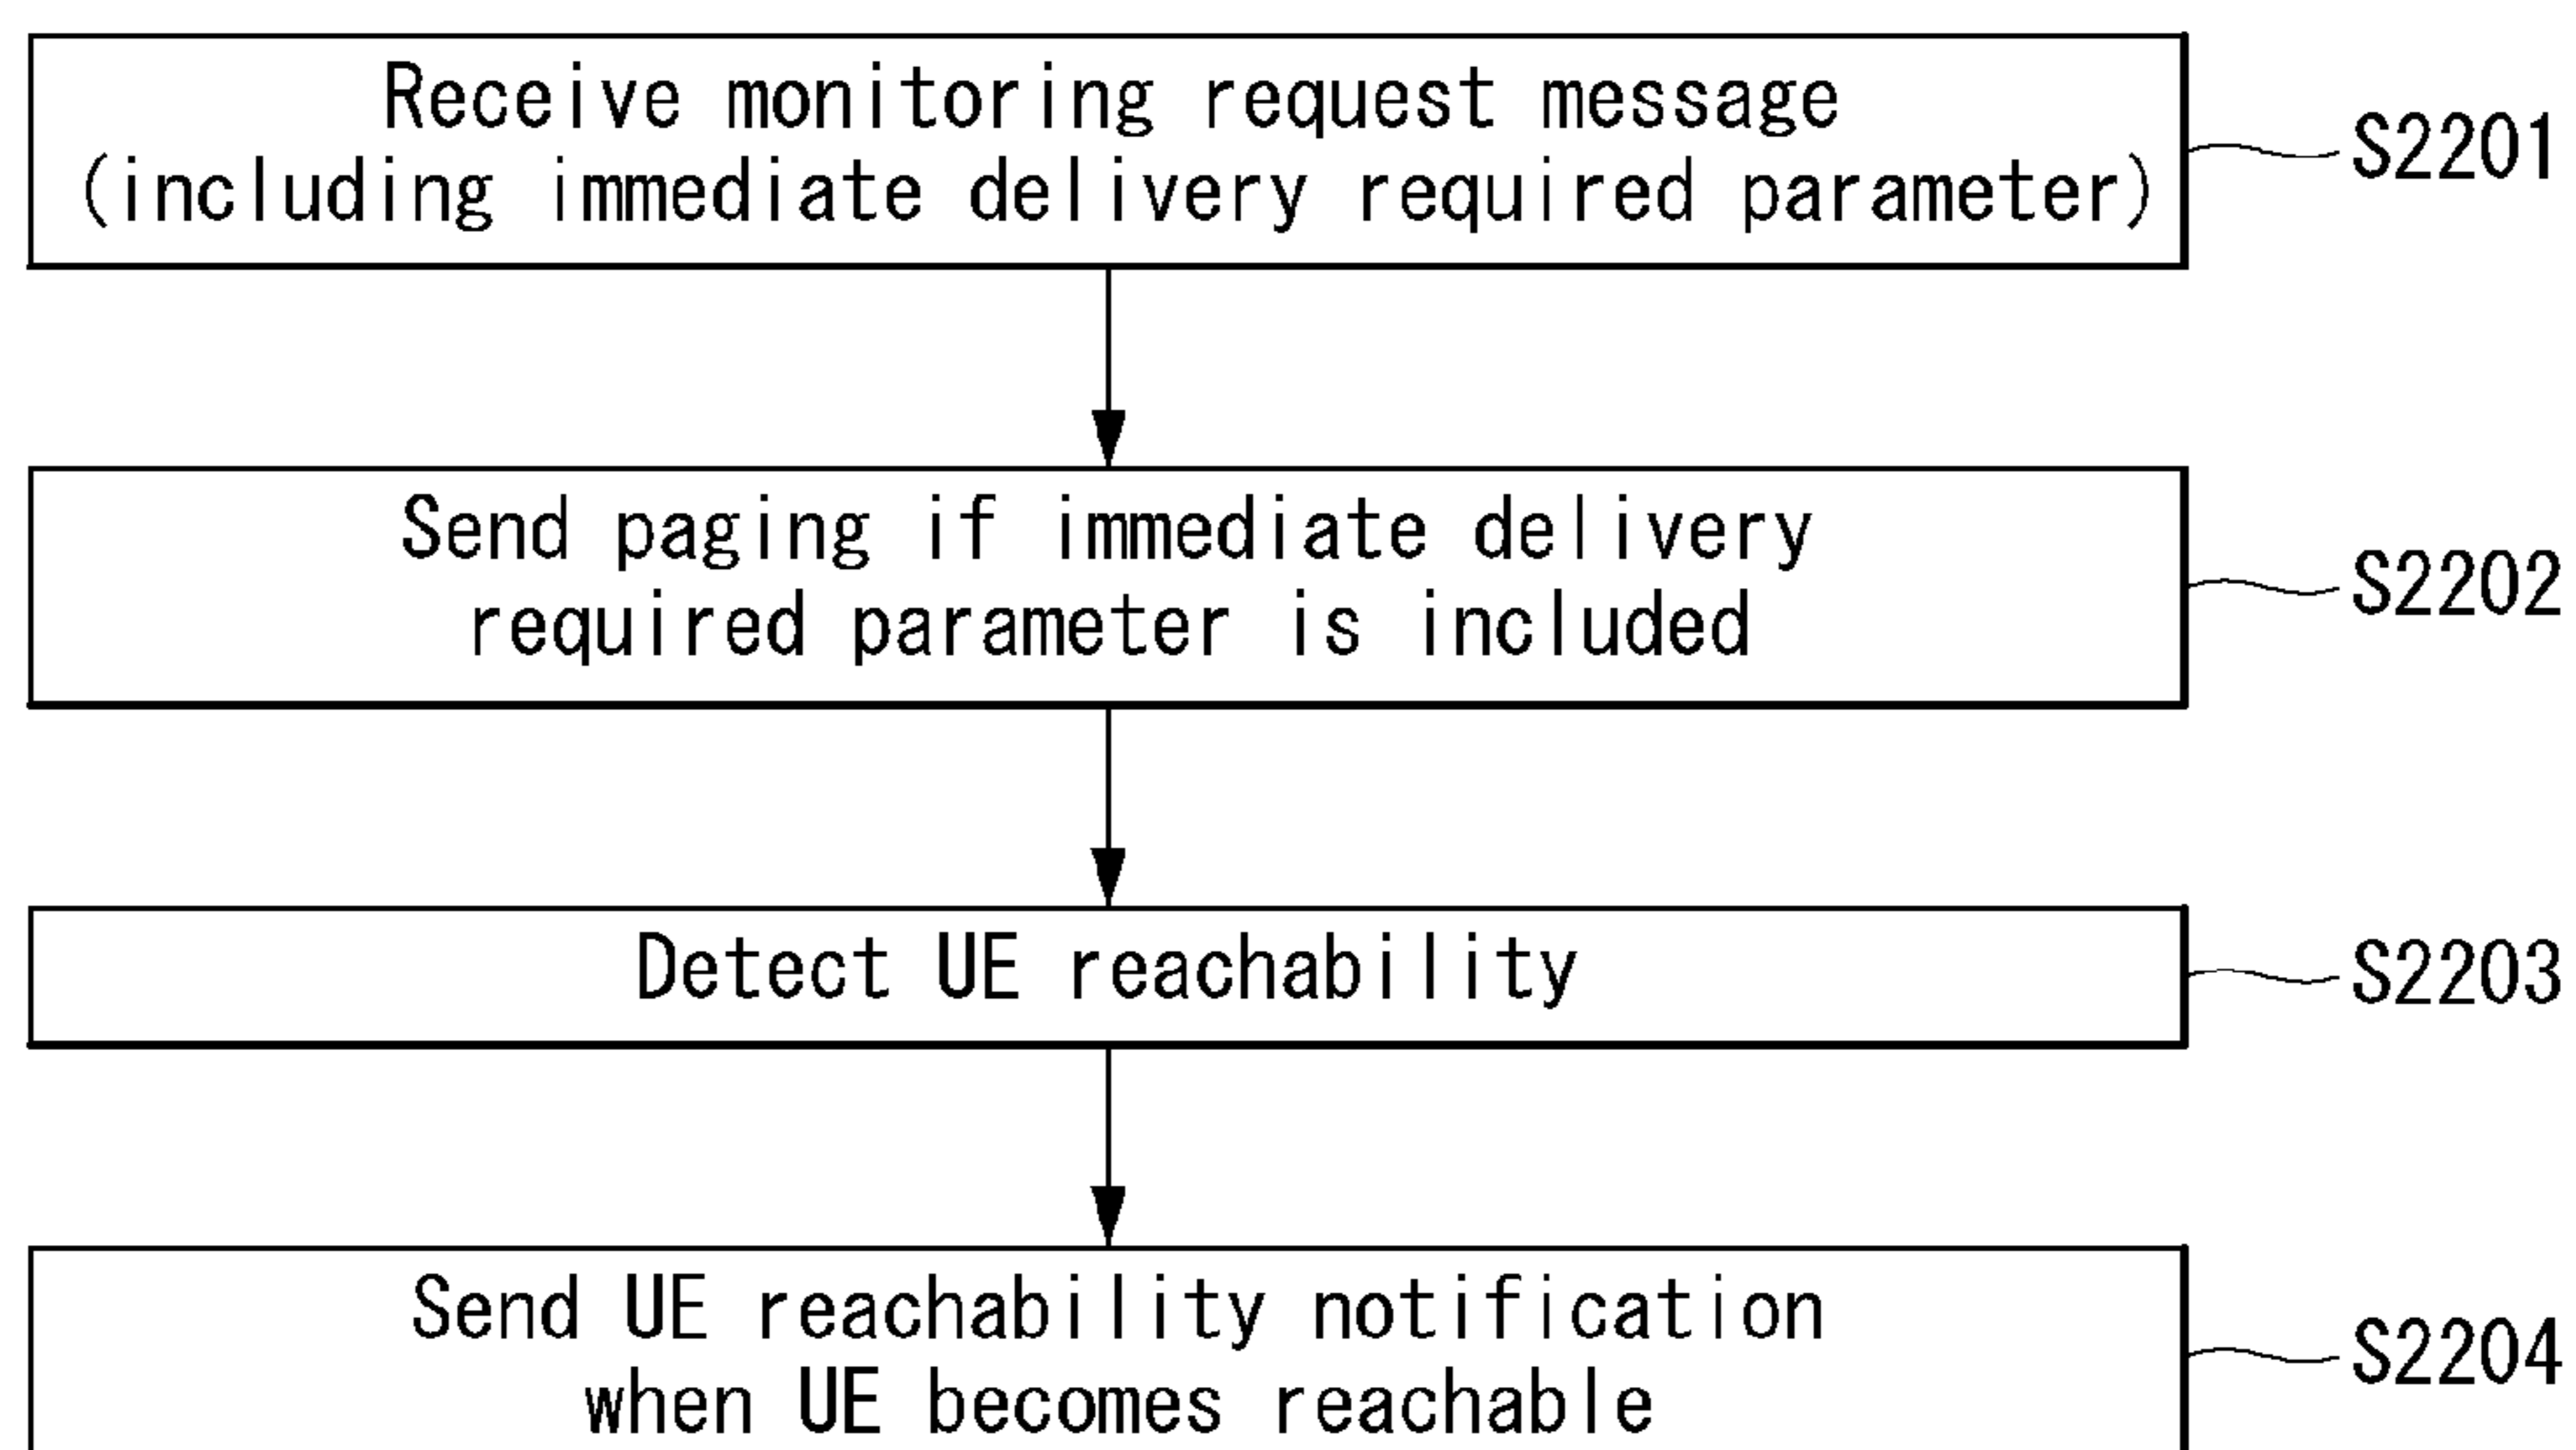 Receive monitoring request message
(including immediate delivery required parameter)
S2201
Send paging if immediate delivery
required parameter is included
S2202
Detect UE reachability
S2203
Send UE reachability notification
when UE becomes reachable
S2204